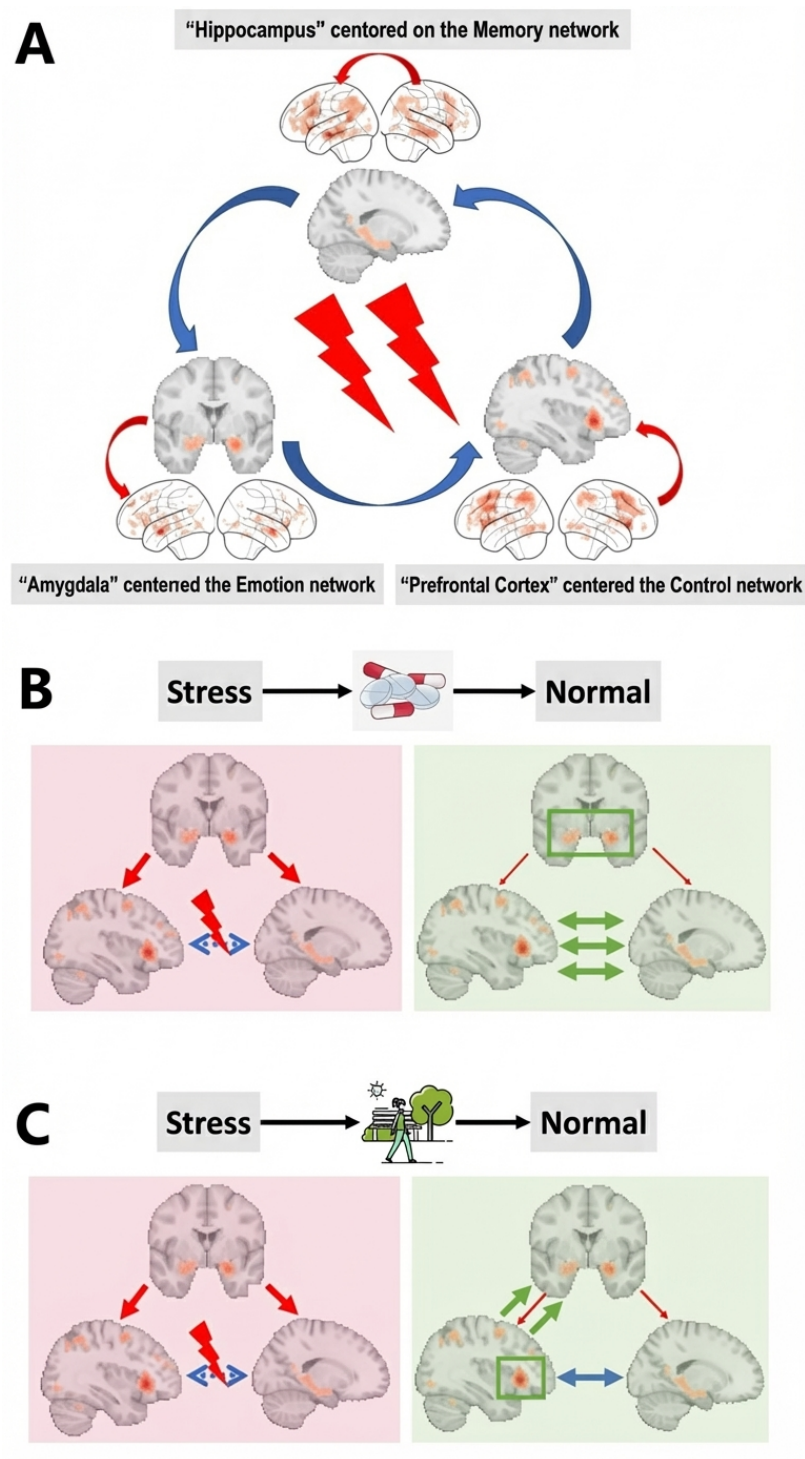 A
“Hippocampus” centored on the Memory network
“Amygdala” centerred the Emotion network
“Prefrontal Cortex” centered the Control network
B
Stress
Normal
C
Stress
Normal